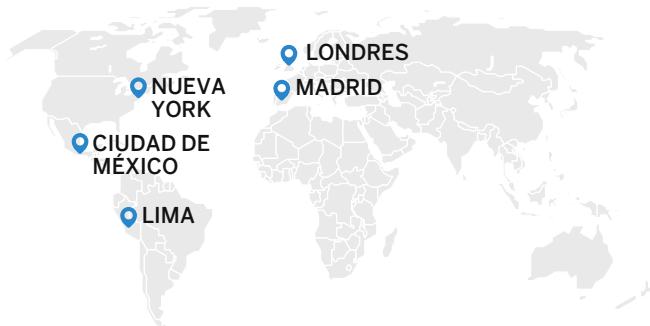 LONDRES
MADRID
NUEVA
YORK
CIUDAD DE
MÉXICO
LIMA